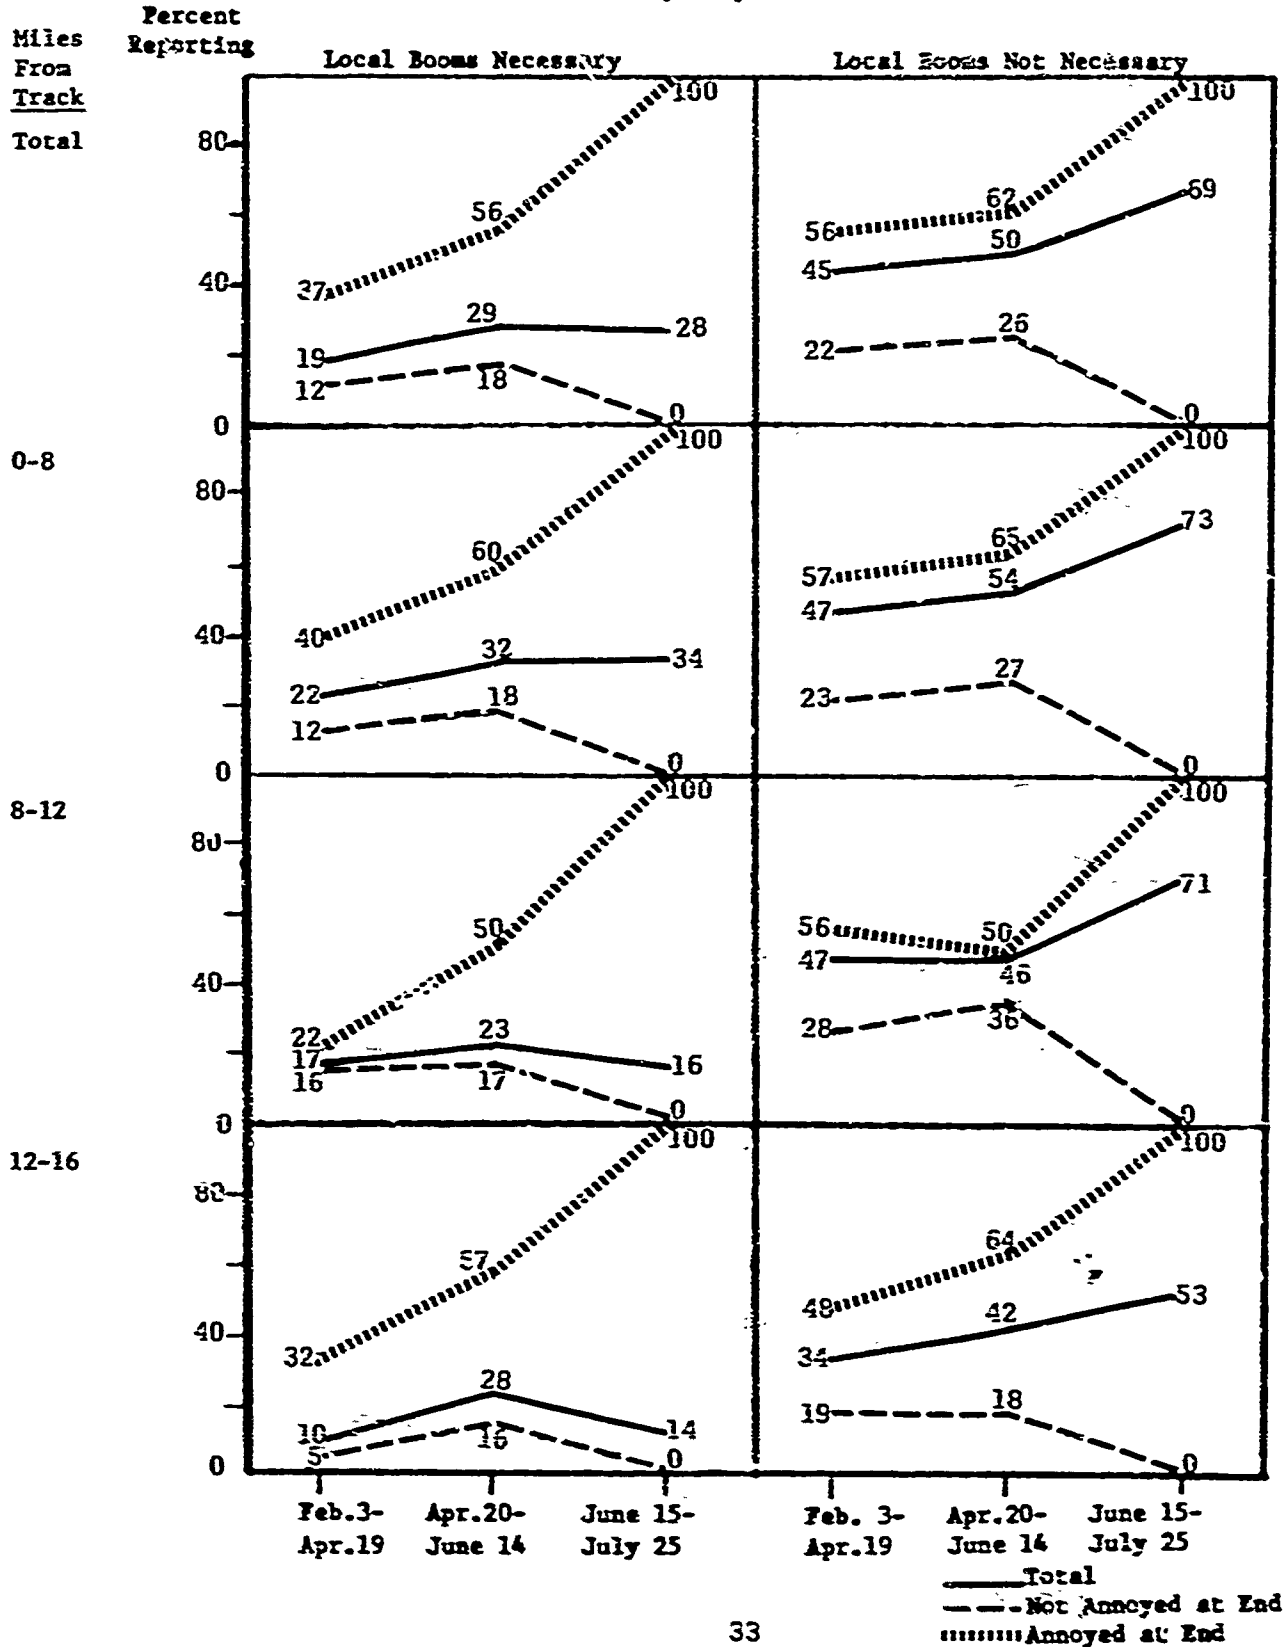 Percent
Miles Reporting
From Local Booms Necessary Local Booms Not Necessary
Track
Total
100 100
80
56 62 69
56 50
37 45
40
29 28 26
19 22
12 18
0 0 0
0-8
100 100
80 73
60 65
57 54
40 47
40
32 34 27
22 18 23
12
0 0 0
8-12
100 100
80 71
50 56 50
47 46
40
22 23 28 36
17 16
16 17
0 0 0
12-16
100 100
80
57 64
53
48 42
40
32 34
28 18
10 14 19
5 16
0 0 0
Feb.3- Apr.20- June 15- Feb. 3- Apr.20- June 15-
Apr.19 June 14 July 25 Apr.19 June 14 July 25
Total
Not Annoyed at End
33
Annoyed at End